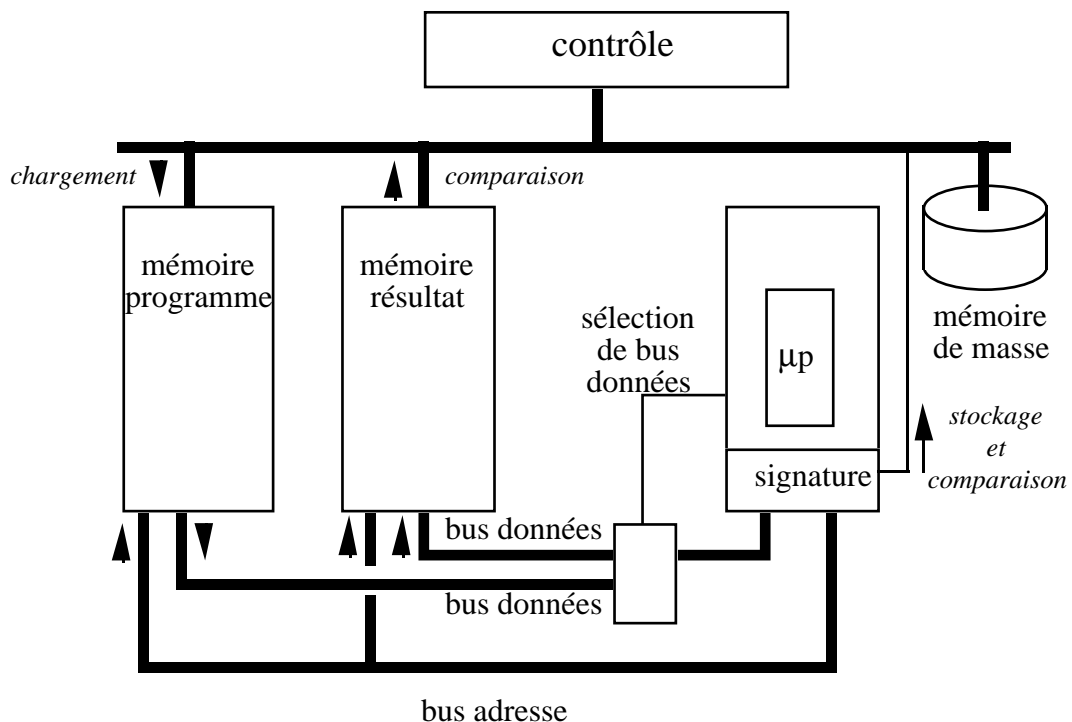 contrôle
chargement
comparaison
mémoire
programme
mémoire
résultat
sélection
de bus
données
μp
mémoire
de masse
stockage
et
comparaison
signature
bus données
bus données
bus adresse